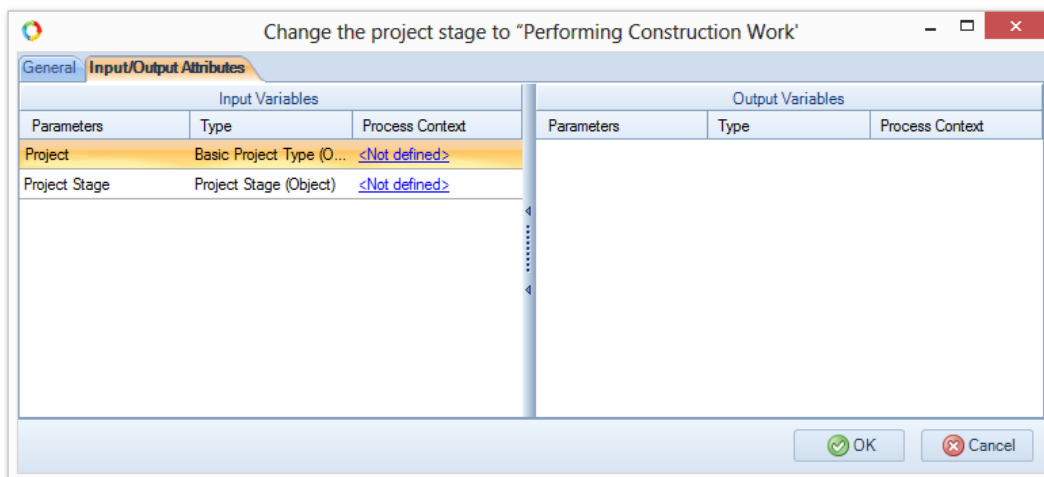 Change the project stage to “Performing Construction Work'
General Input/Output Attributes
Input Variables Output Variables
Parameters Type Process Context Parameters Type Process Context
Project Basic Project Type (O... <Not defined>
Project Stage Project Stage (Object) <Not defined>
OK Cancel